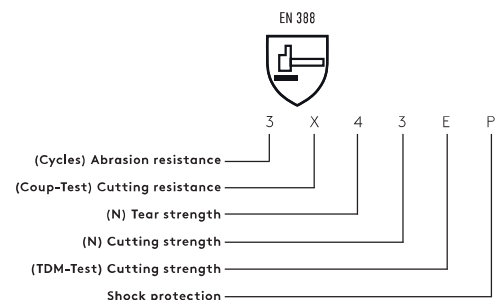 EN 388
3 X 4 3 E P
(Cycles) Abrasion resistance
(Coup-Test) Cutting resistance
(N) Tear strength
(N) Cutting strength
(TDM-Test) Cutting strength
Shock protection